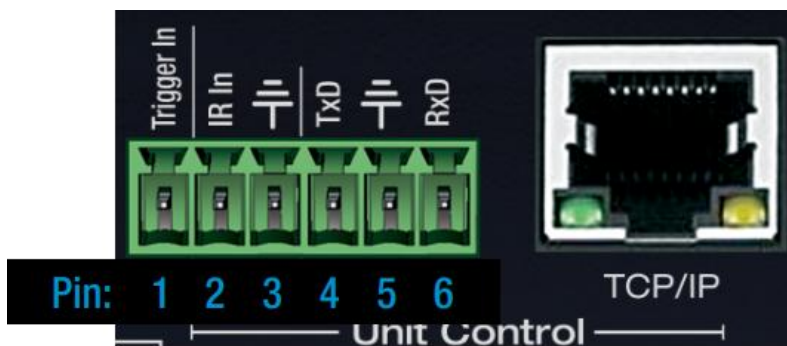 Trigger In
IR In
TxD
RxD
Pin: 1 2 3 4 5 6
TCP/IP
Unit Control